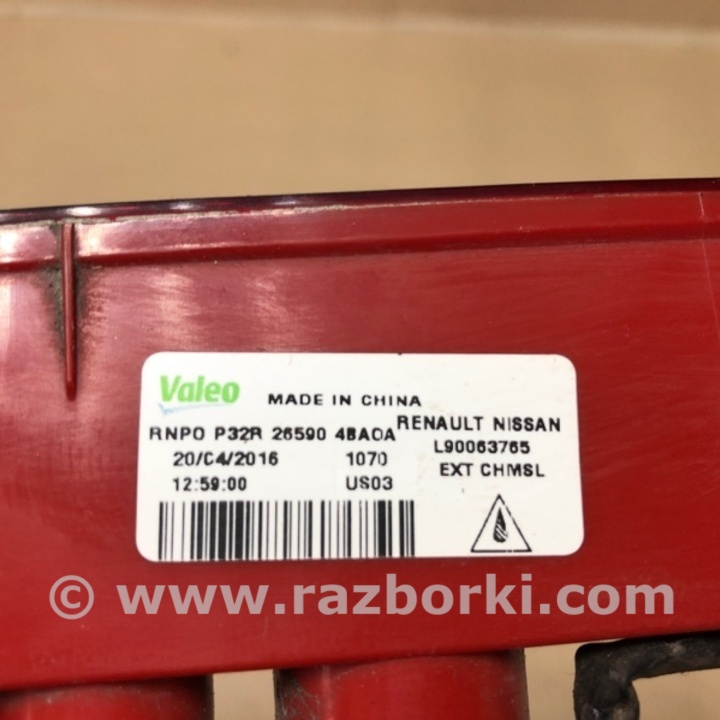 Valeo MADE IN CHINA
RNPO P32R 26590 4BA0A RENAULT NISSAN
20/04/2016 1070 L90063765
12:59:00 US03 EXT CHMSL
© www.razborki.com